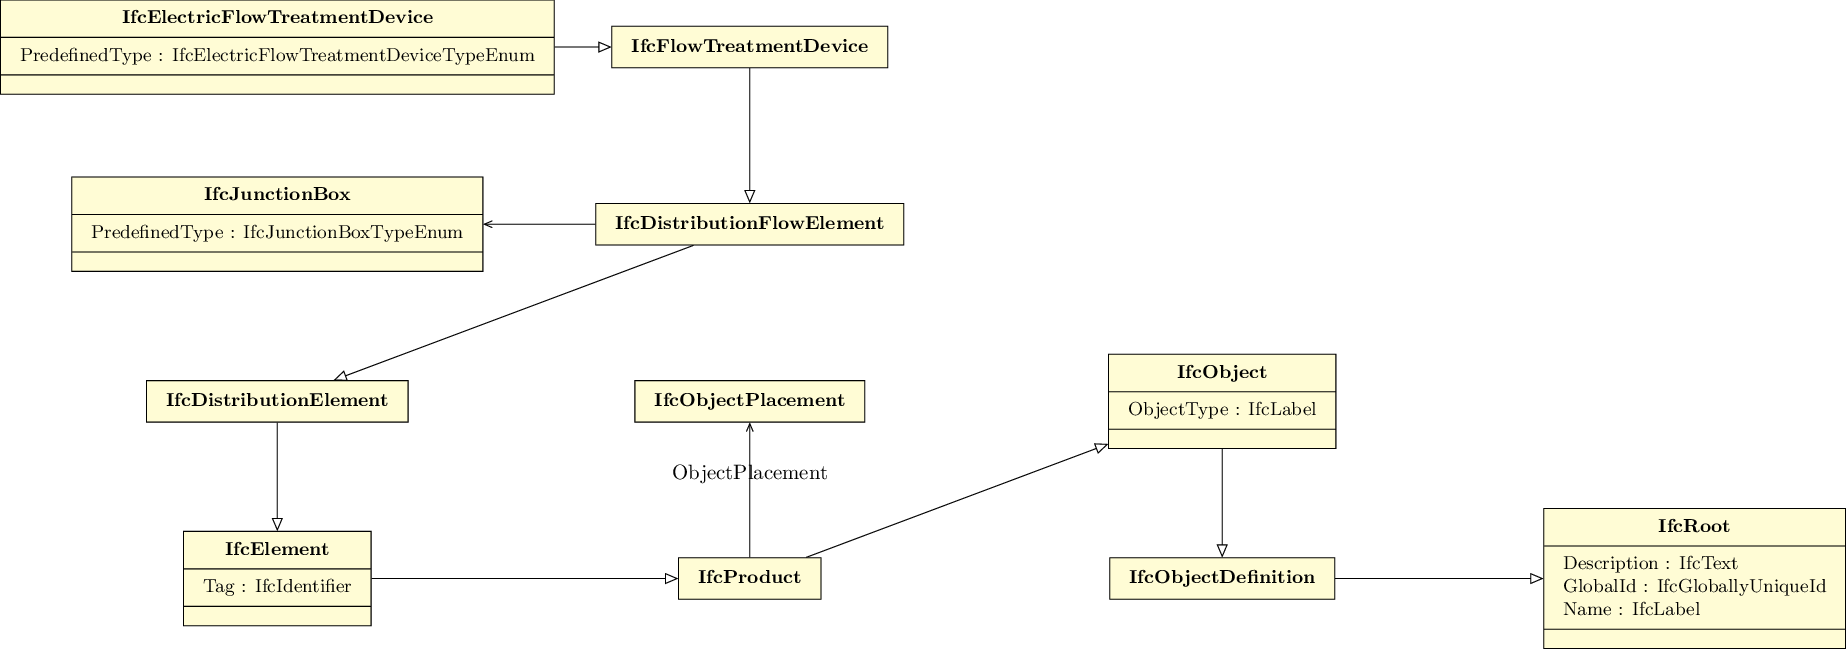 IfcElectricFlowTreatmentDevice
PredefinedType : IfcElectricFlowTreatmentDeviceTypeEnum
IfcFlowTreatmentDevice
IfcJunctionBox
PredefinedType : IfcJunctionBoxTypeEnum
IfcDistributionFlowElement
IfcDistributionElement
IfcObjectPlacement
IfcObject
ObjectType : IfcLabel
ObjectPlacement
IfcElement
Tag : IfcIdentifier
IfcProduct
IfcObjectDefinition
IfcRoot
Description : IfcText
GlobalId : IfcGloballyUniqueId
Name : IfcLabel